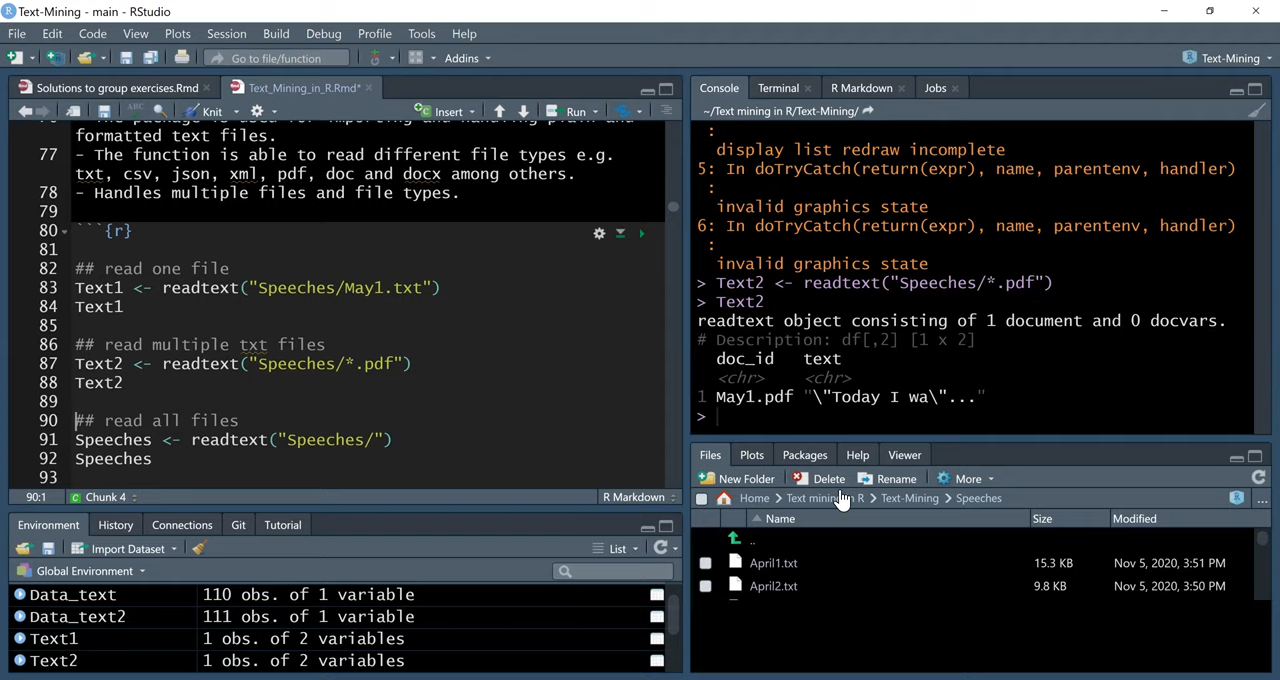 Text-Mining - main - RStudio
File Edit Code View Plots Session Build Debug Profile Tools Help
Go to file/function Addins Text-Mining
Solutions to group exercises.Rmd Text_Mining_in_R.Rmd*
ABC Knit Insert Run
formatted text files.
77 - The function is able to read different file types e.g.
txt, csv, json, xml, pdf, doc and docx among others.
78 - Handles multiple files and file types.
79
80 ```{r}
81
82 ## read one file
83 Text1 <- readtext("Speeches/May1.txt")
84 Text1
85
86 ## read multiple txt files
87 Text2 <- readtext("Speeches/*.pdf")
88 Text2
89
90 ## read all files
91 Speeches <- readtext("Speeches/")
92 Speeches
93
90:1 Chunk 4 R Markdown
Environment History Connections Git Tutorial
Import Dataset List
Global Environment
Data_text 110 obs. of 1 variable
Data_text2 111 obs. of 1 variable
Text1 1 obs. of 2 variables
Text2 1 obs. of 2 variables
Console Terminal R Markdown Jobs
~/Text mining in R/Text-Mining/
:
display list redraw incomplete
5: In doTryCatch(return(expr), name, parentenv, handler)
:
invalid graphics state
6: In doTryCatch(return(expr), name, parentenv, handler)
:
invalid graphics state
> Text2 <- readtext("Speeches/*.pdf")
> Text2
readtext object consisting of 1 document and 0 docvars.
# Description: df[,2] [1 x 2]
doc_id text
<chr> <chr>
1 May1.pdf "\"Today I wa\"..."
>
Files Plots Packages Help Viewer
New Folder Delete Rename More
Home > Text mining in R > Text-Mining > Speeches ...
Name Size Modified
..
April1.txt 15.3 KB Nov 5, 2020, 3:51 PM
April2.txt 9.8 KB Nov 5, 2020, 3:50 PM